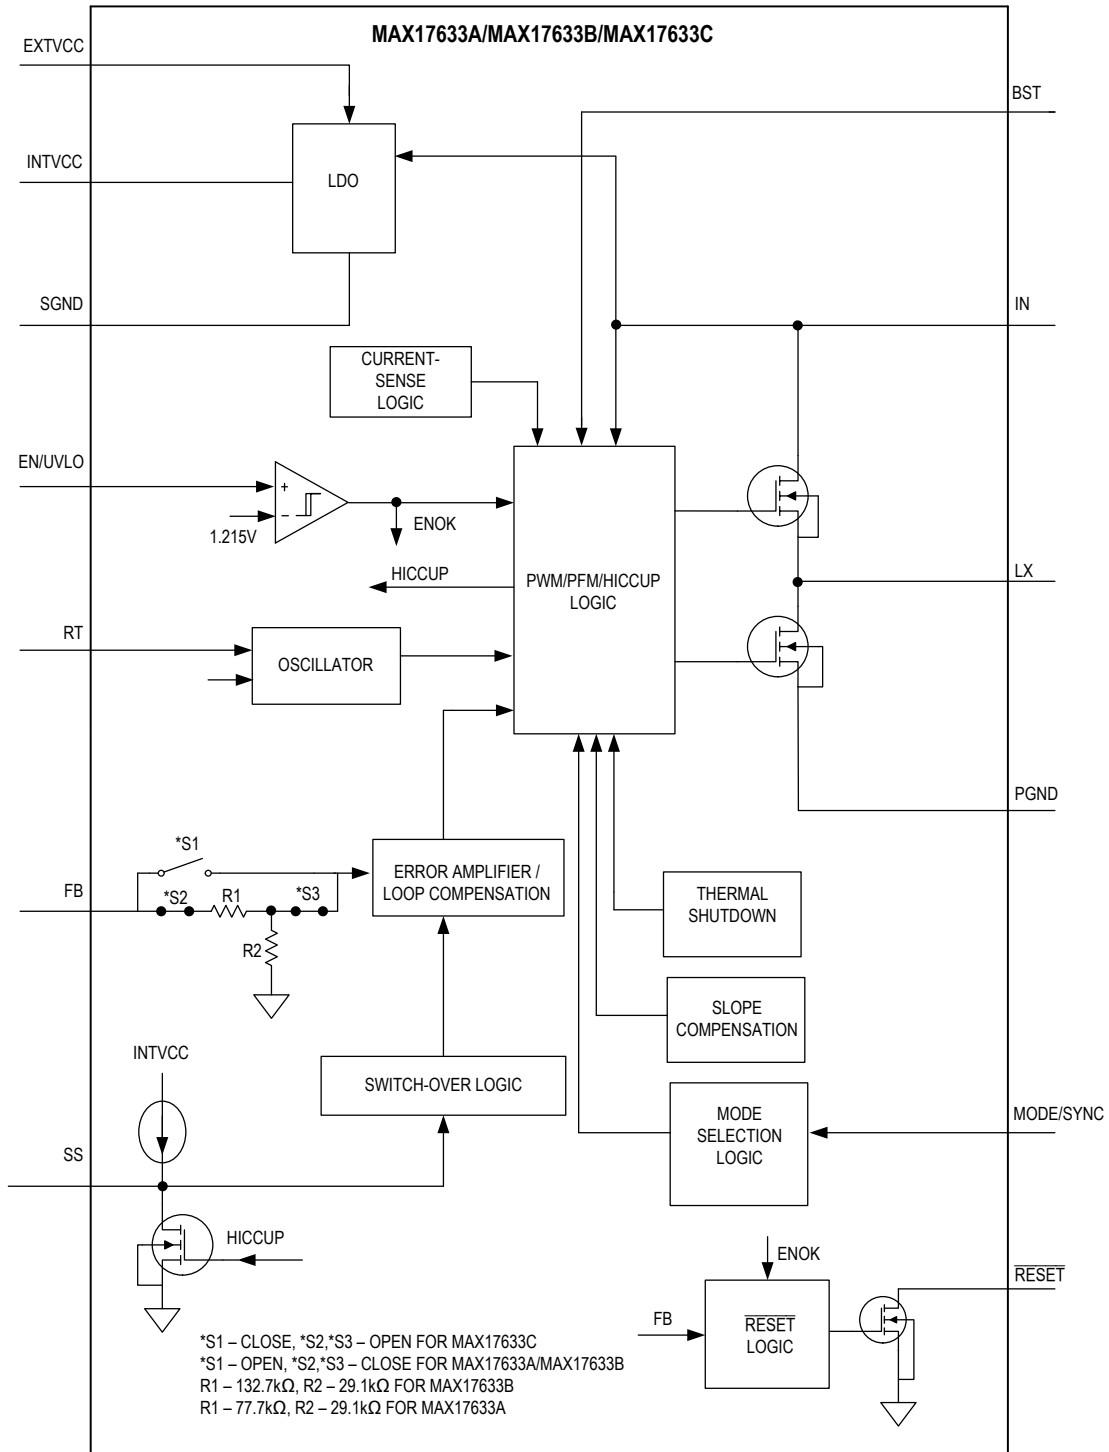 MAX17633A/MAX17633B/MAX17633C
EXTVCC
BST
INTVCC
LDO
SGND
IN
CURRENT-
SENSE
LOGIC
EN/UVLO
+
−
1.215V
ENOK
HICCUP
PWM/PFM/HICCUP
LOGIC
LX
RT
OSCILLATOR
PGND
*S1
FB
*S2
R1
*S3
R2
ERROR AMPLIFIER /
LOOP COMPENSATION
THERMAL
SHUTDOWN
SLOPE
COMPENSATION
INTVCC
SWITCH-OVER LOGIC
MODE
SELECTION
LOGIC
MODE/SYNC
SS
HICCUP
ENOK
RESET
FB
RESET
LOGIC
*S1 – CLOSE, *S2,*S3 – OPEN FOR MAX17633C
*S1 – OPEN, *S2,*S3 – CLOSE FOR MAX17633A/MAX17633B
R1 – 132.7kΩ, R2 – 29.1kΩ FOR MAX17633B
R1 – 77.7kΩ, R2 – 29.1kΩ FOR MAX17633A